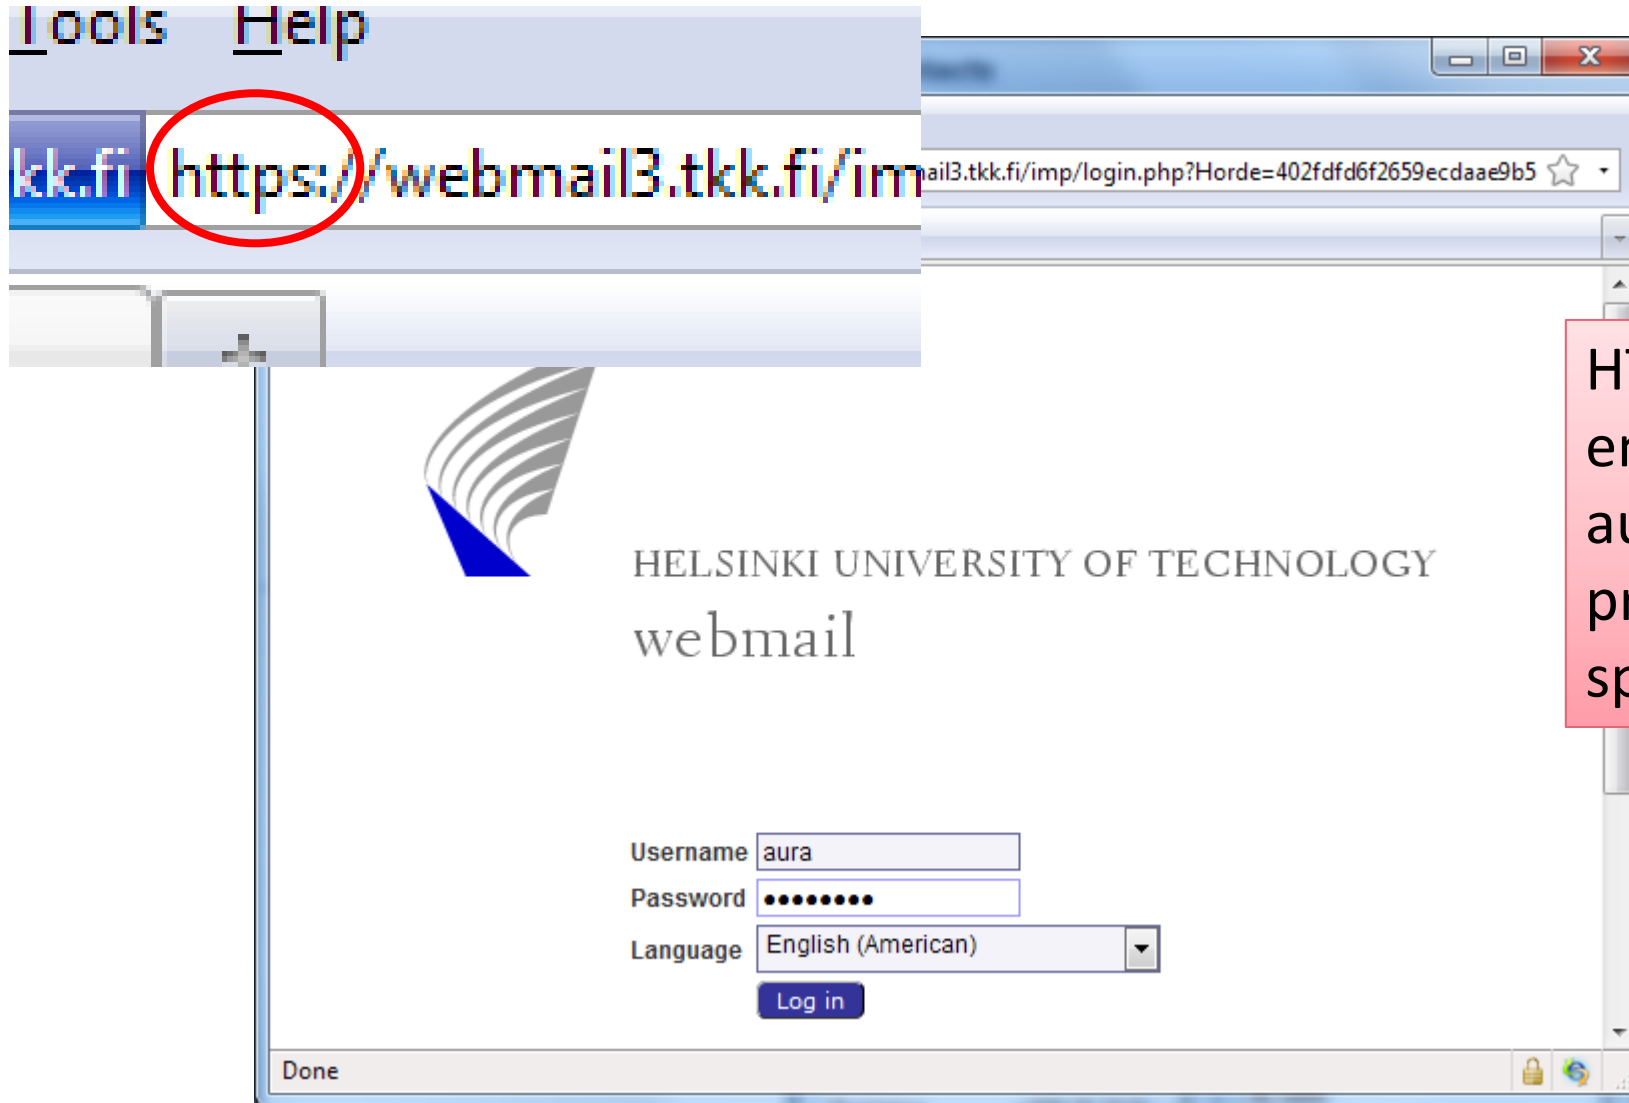 Tools Help
kk.fi https://webmail3.tkk.fi/im
ail3.tkk.fi/imp/login.php?Horde=402fdfd6f2659ecdaae9b5
HELSINKI UNIVERSITY OF TECHNOLOGY
webmail
Username aura
Password ••••••••
Language English (American)
Log in
Done